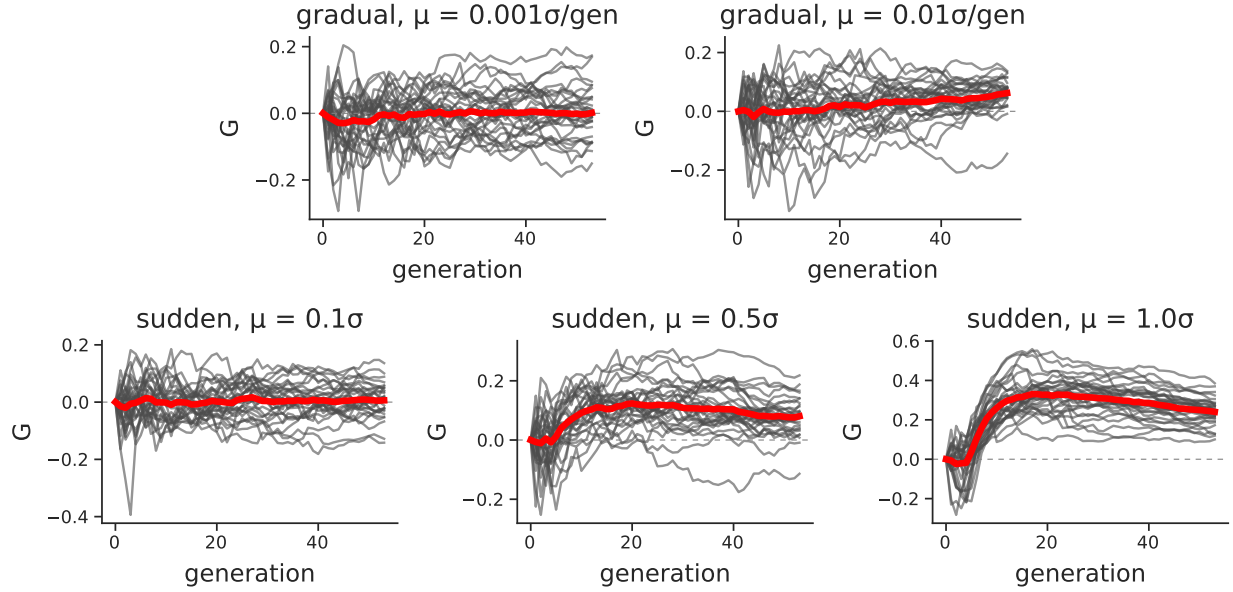 gradual, μ = 0.001σ/gen
gradual, μ = 0.01σ/gen
G
0.2
0.0
−0.2
0
20
40
generation
G
0.2
0.0
−0.2
0
20
40
generation
sudden, μ = 0.1σ
sudden, μ = 0.5σ
sudden, μ = 1.0σ
G
0.2
0.0
−0.2
−0.4
0
20
40
generation
G
0.2
0.0
−0.2
0
20
40
generation
G
0.6
0.4
0.2
0.0
−0.2
0
20
40
generation